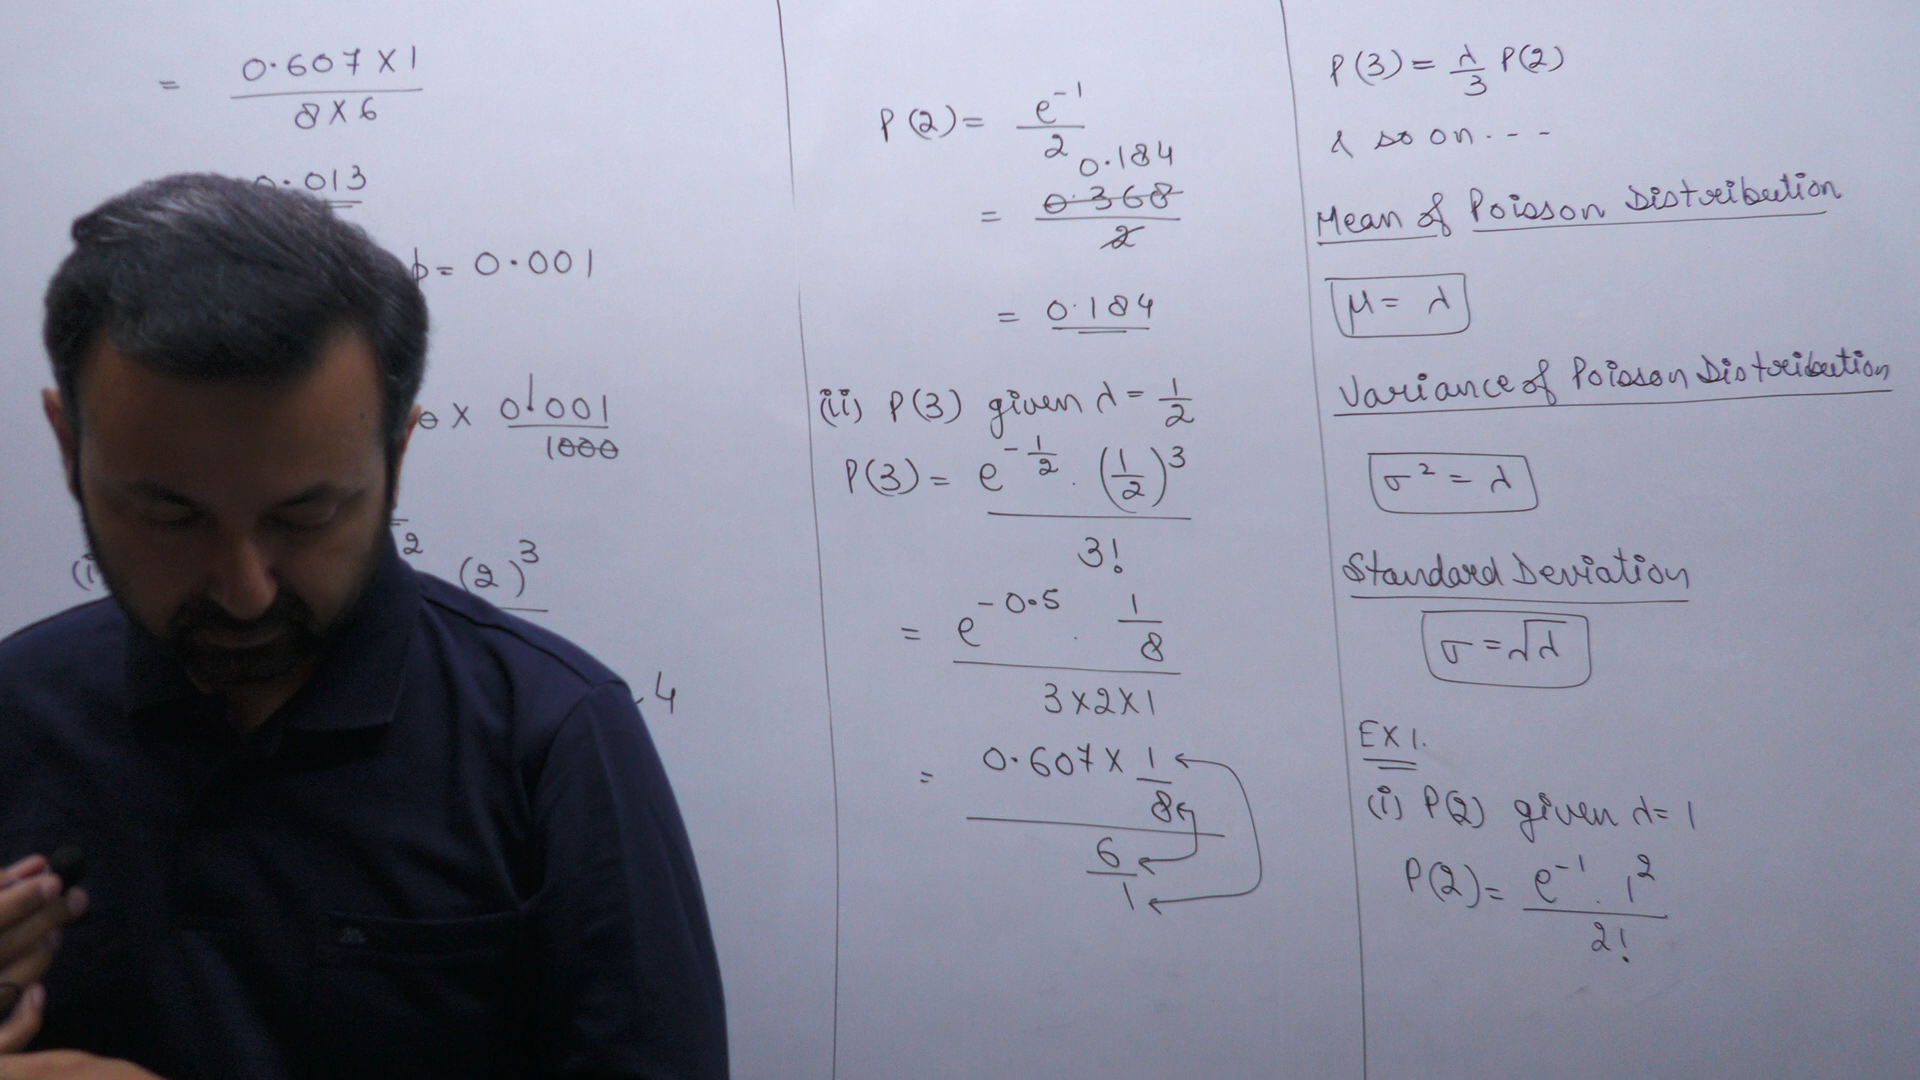 = 0.607 X 1
8 X 6
0.013
p = 0.001
X 01001
1000
2 (2)^3
4
P(2) = e^-1
2
0.184
= 0.368
2
= 0.184
(ii) P(3) given λ = 1/2
P(3) = e^-1/2 . (1/2)^3
3!
= e^-0.5 . 1/8
3 X 2 X 1
= 0.607 X 1/8
6/1
P(3) = λ/3 P(2)
& so on - - -
Mean of Poisson Distribution
μ = λ
Variance of Poisson Distribution
σ² = λ
Standard Deviation
σ = √λ
EX 1.
(i) P(2) given λ = 1
P(2) = e^-1 . 1^2
2!